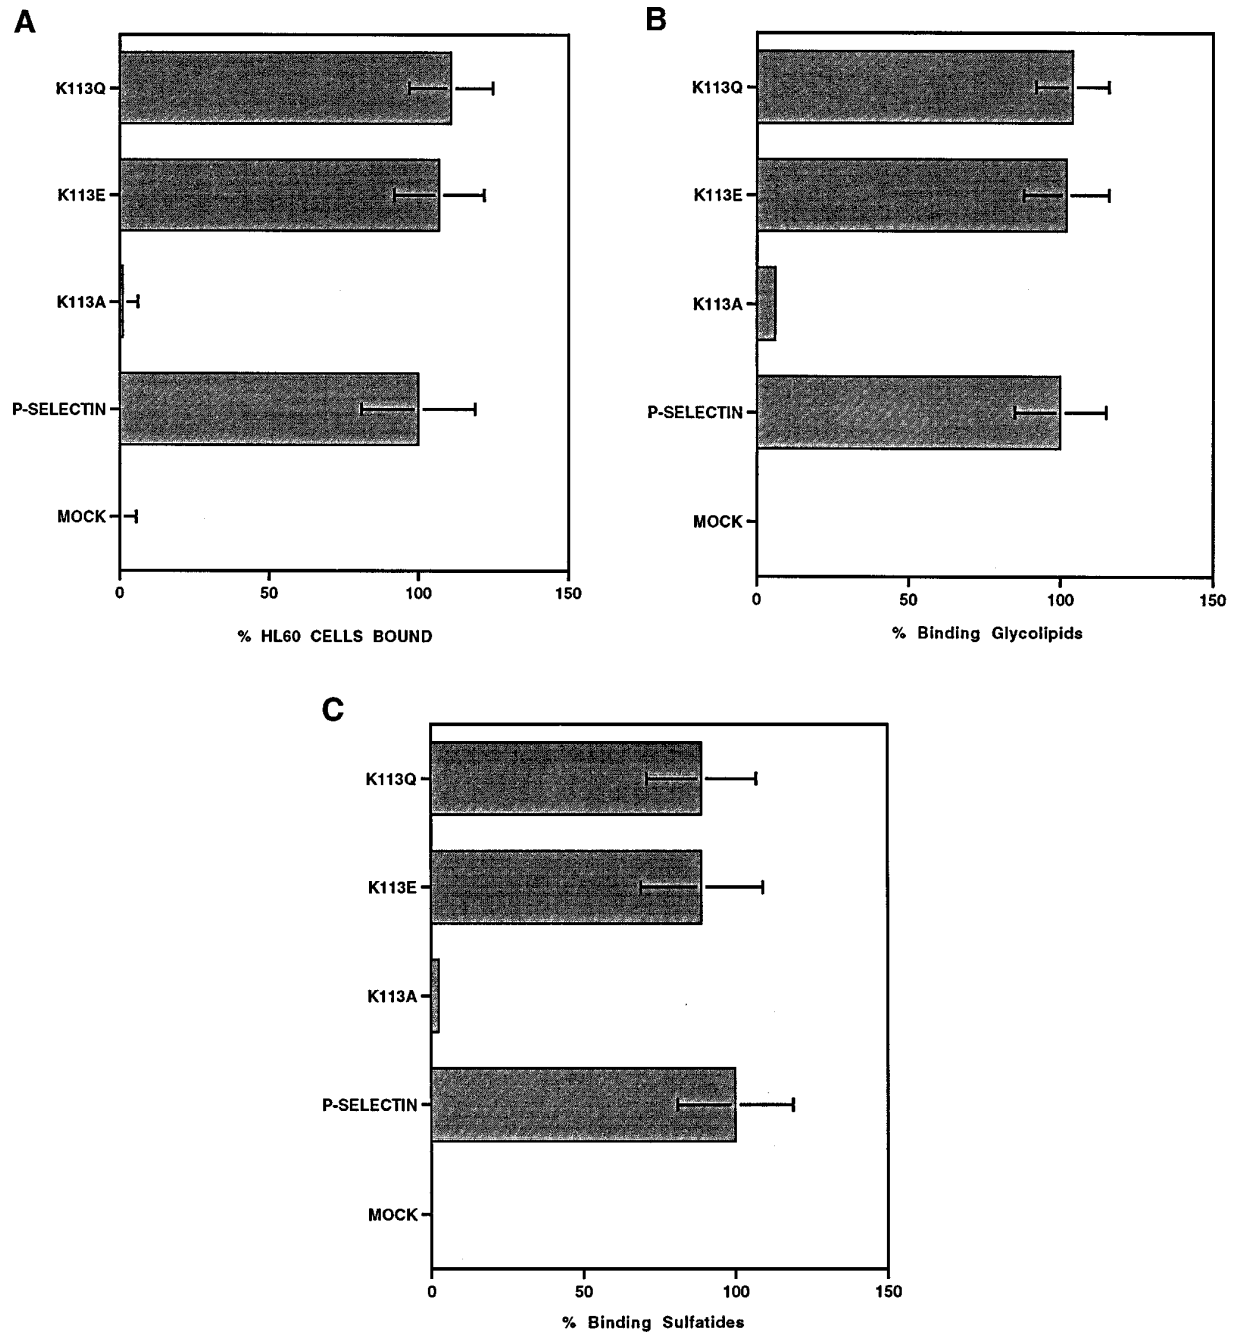 A
K113Q
K113E
K113A
P-SELECTIN
MOCK
0 50 100 150
% HL60 CELLS BOUND
B
K113Q
K113E
K113A
P-SELECTIN
MOCK
0 50 100 150
% Binding Glycolipids
C
K113Q
K113E
K113A
P-SELECTIN
MOCK
0 50 100 150
% Binding Sulfatides